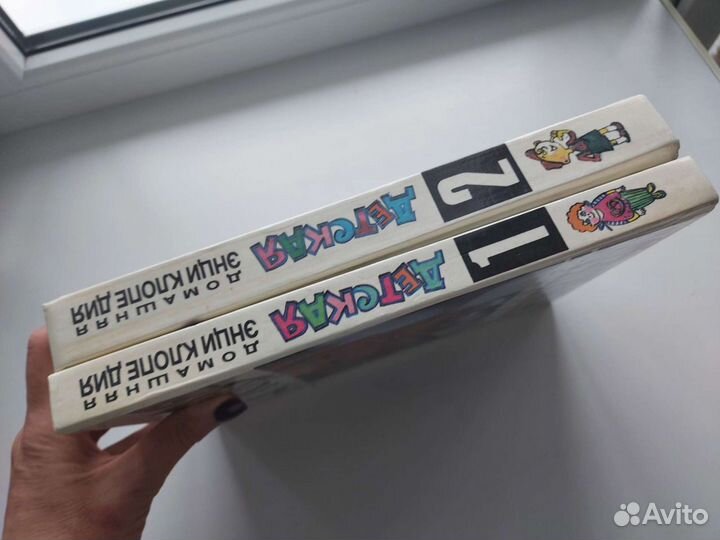 2
ДЕТСКАЯ
ДОМАШНЯЯ
ЭНЦИКЛОПЕДИЯ
1
ДЕТСКАЯ
ДОМАШНЯЯ
ЭНЦИКЛОПЕДИЯ
Avito